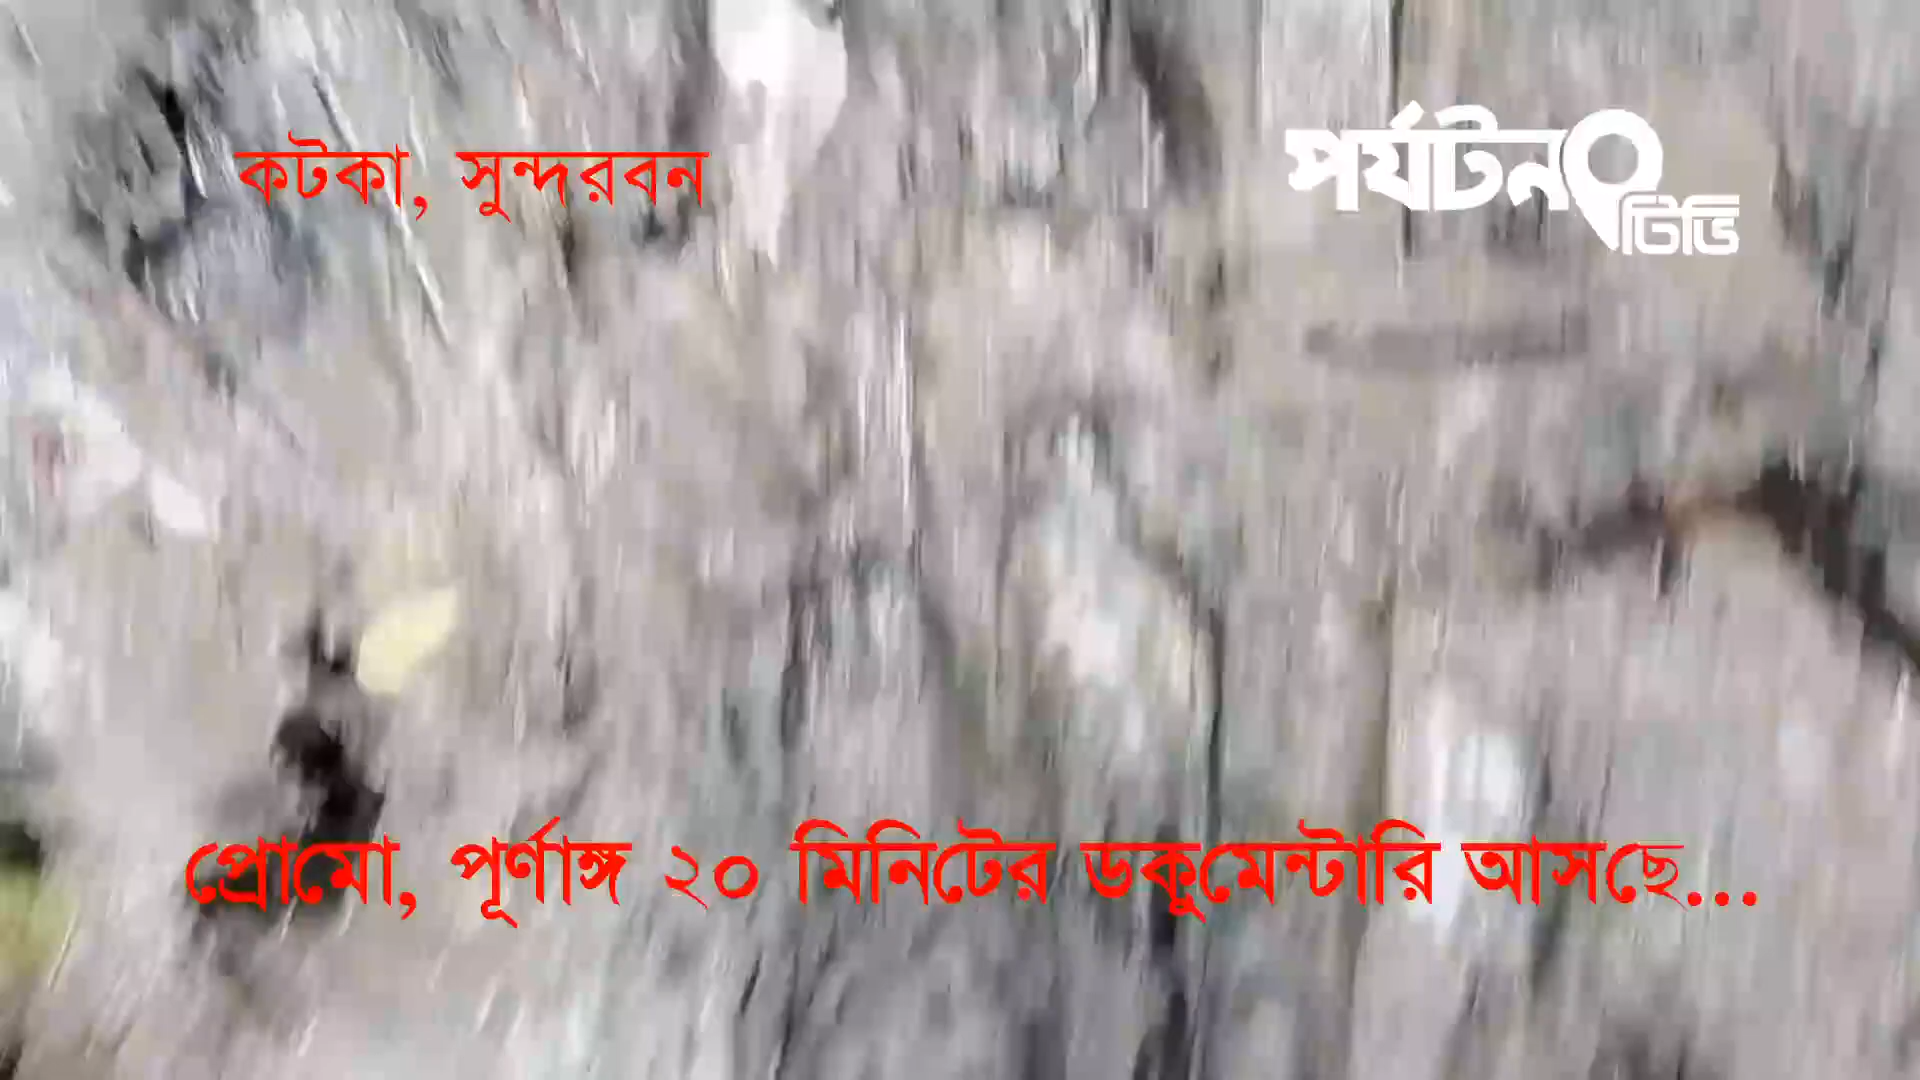 কটকা, সুন্দরবন
পর্যটন
টিভি
প্রোমো, পূর্ণাঙ্গ ২০ মিনিটের ডকুমেন্টারি আসছে...